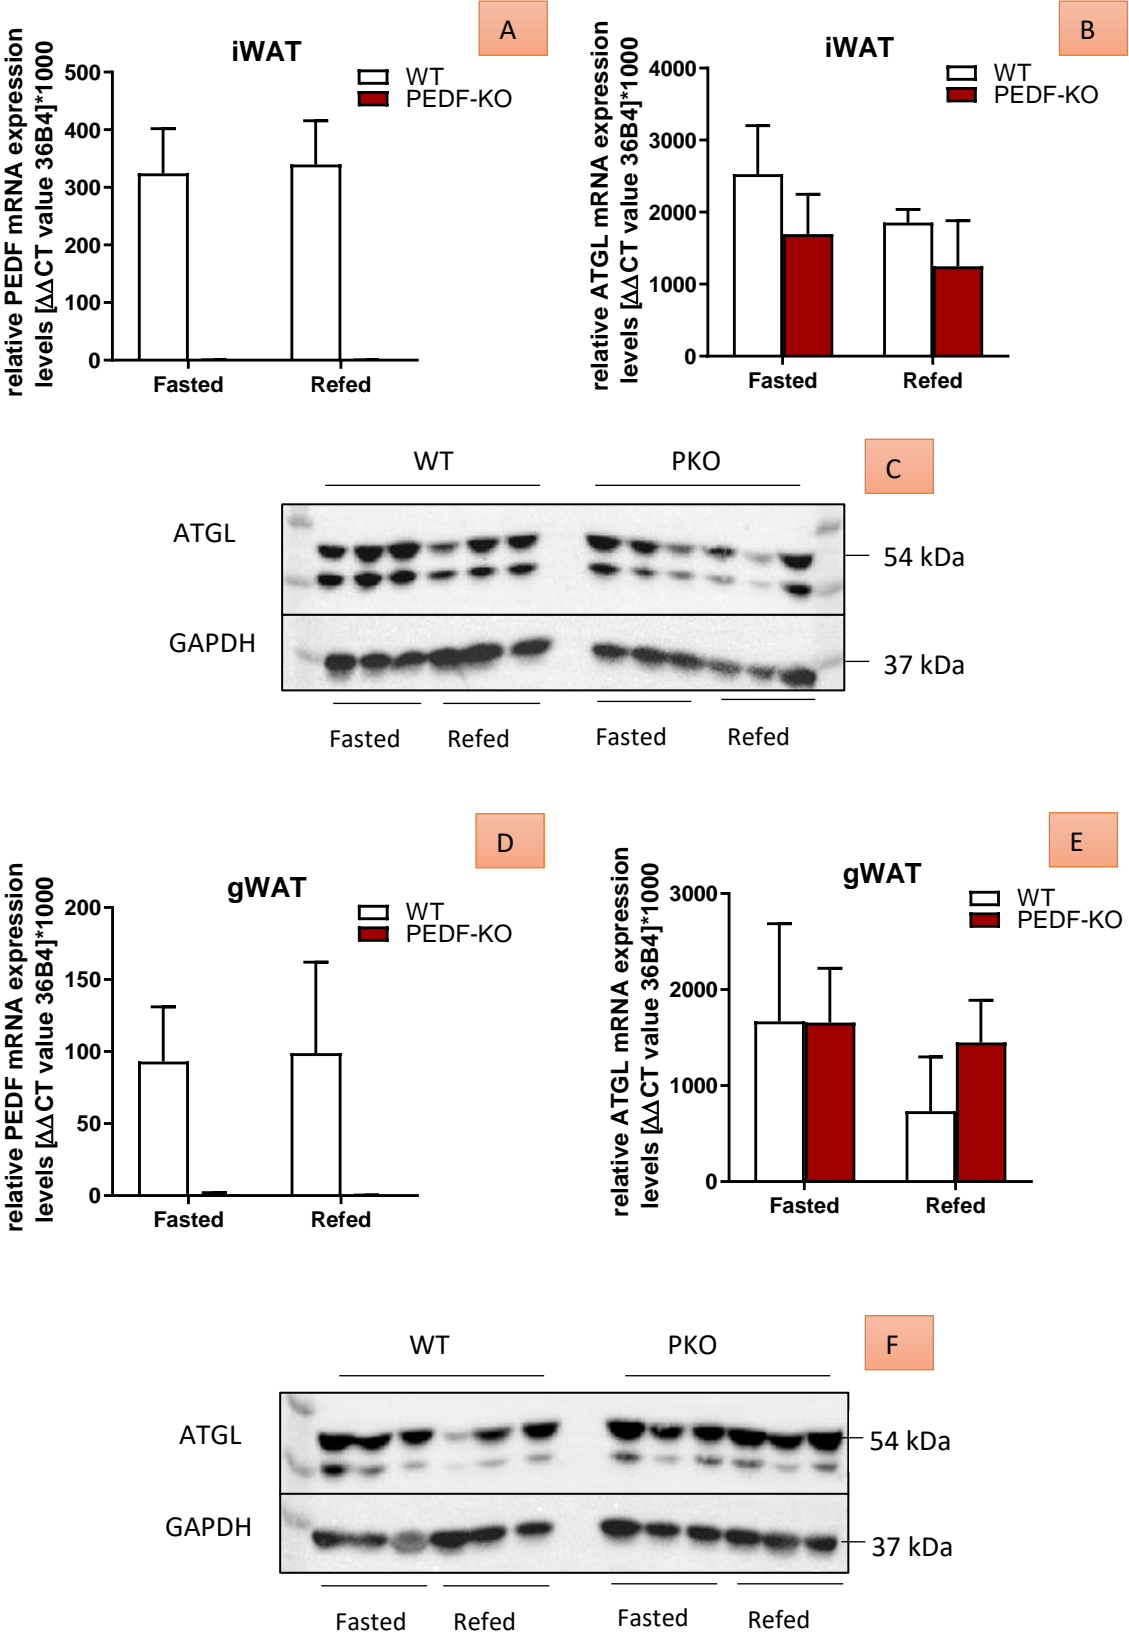 A
iWAT
relative PEDF mRNA expression
levels [ΔΔCT value 36B4]*1000
500
400
300
200
100
0
WT
PEDF-KO
Fasted
Refed
B
iWAT
relative ATGL mRNA expression
levels [ΔΔCT value 36B4]*1000
4000
3000
2000
1000
0
WT
PEDF-KO
Fasted
Refed
WT
PKO
C
ATGL
54 kDa
GAPDH
37 kDa
Fasted
Refed
Fasted
Refed
D
gWAT
relative PEDF mRNA expression
levels [ΔΔCT value 36B4]*1000
200
150
100
50
0
WT
PEDF-KO
Fasted
Refed
E
gWAT
relative ATGL mRNA expression
levels [ΔΔCT value 36B4]*1000
3000
2000
1000
0
WT
PEDF-KO
Fasted
Refed
WT
PKO
F
ATGL
54 kDa
GAPDH
37 kDa
Fasted
Refed
Fasted
Refed